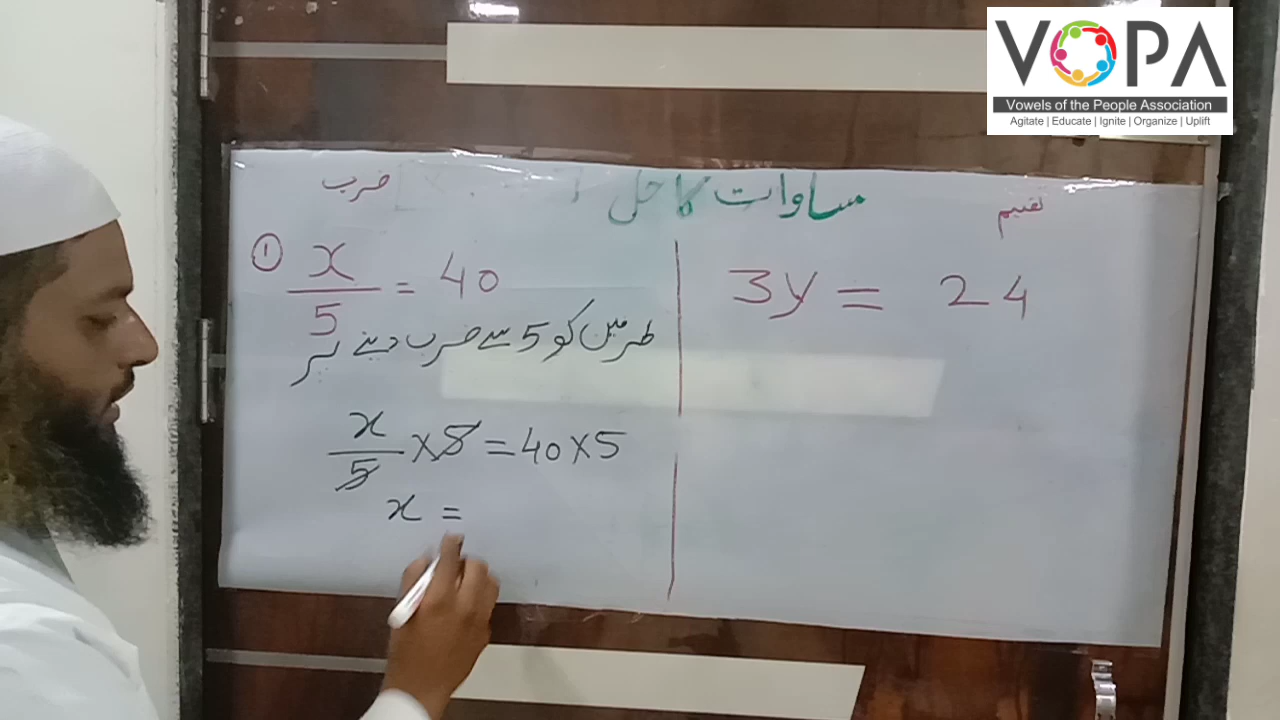 VOPA
Vowels of the People Association
Agitate | Educate | Ignite | Organize | Uplift
مساوات کا حل
ضرب
① x/5 = 40
طرفین کو 5 سے ضرب دینے پر
x/5 × 5 = 40 × 5
x =
تقسیم
3y = 24